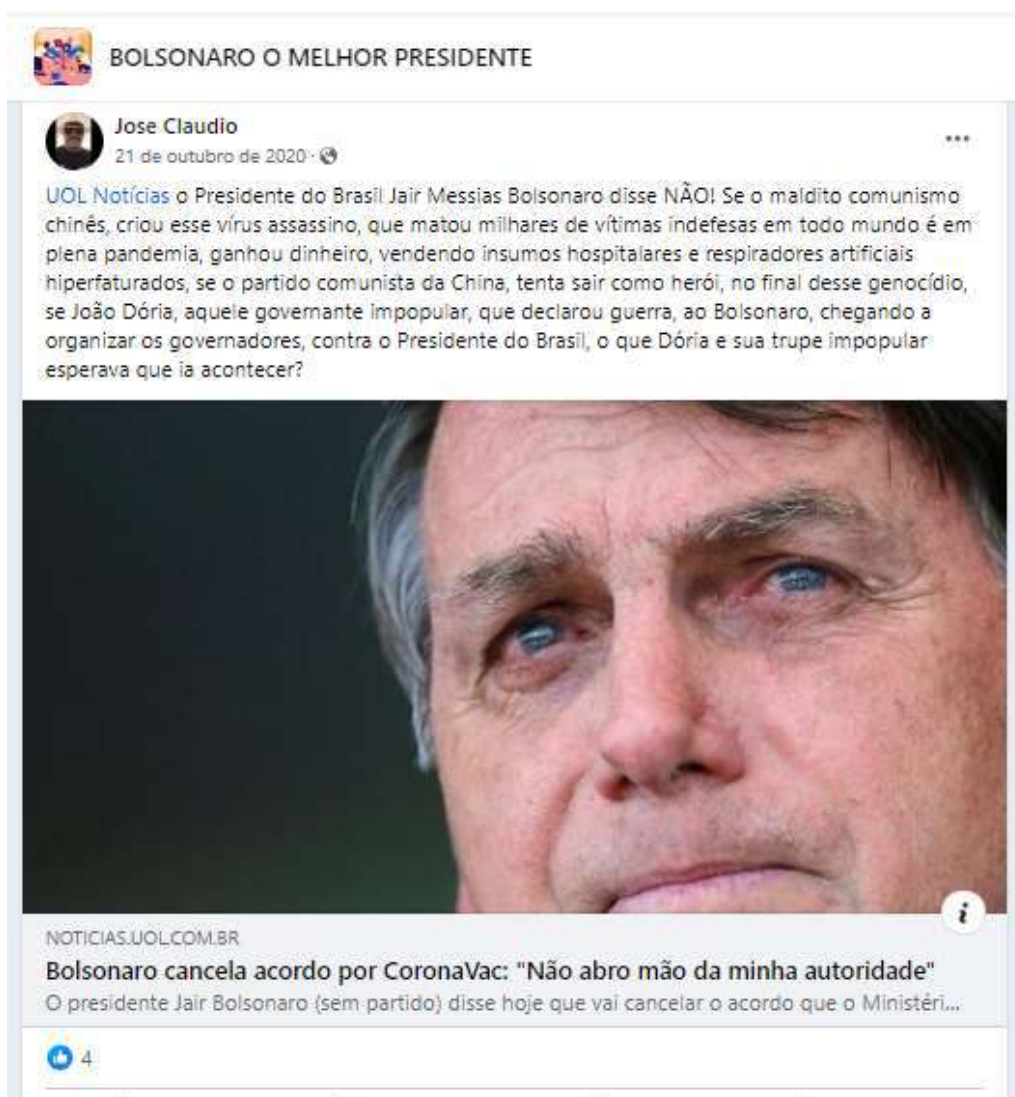 BOLSONARO O MELHOR PRESIDENTE
Jose Claudio
21 de outubro de 2020 ·
UOL Notícias o Presidente do Brasil Jair Messias Bolsonaro disse NÃO! Se o maldito comunismo
chinês, criou esse vírus assassino, que matou milhares de vítimas indefesas em todo mundo é em
plena pandemia, ganhou dinheiro, vendendo insumos hospitalares e respiradores artificiais
hiperfaturados, se o partido comunista da China, tenta sair como herói, no final desse genocídio,
se João Dória, aquele governante impopular, que declarou guerra, ao Bolsonaro, chegando a
organizar os governadores, contra o Presidente do Brasil, o que Dória e sua trupe impopular
esperava que ia acontecer?
NOTICIAS.UOL.COM.BR
Bolsonaro cancela acordo por CoronaVac: "Não abro mão da minha autoridade"
O presidente Jair Bolsonaro (sem partido) disse hoje que vai cancelar o acordo que o Ministéri...
4